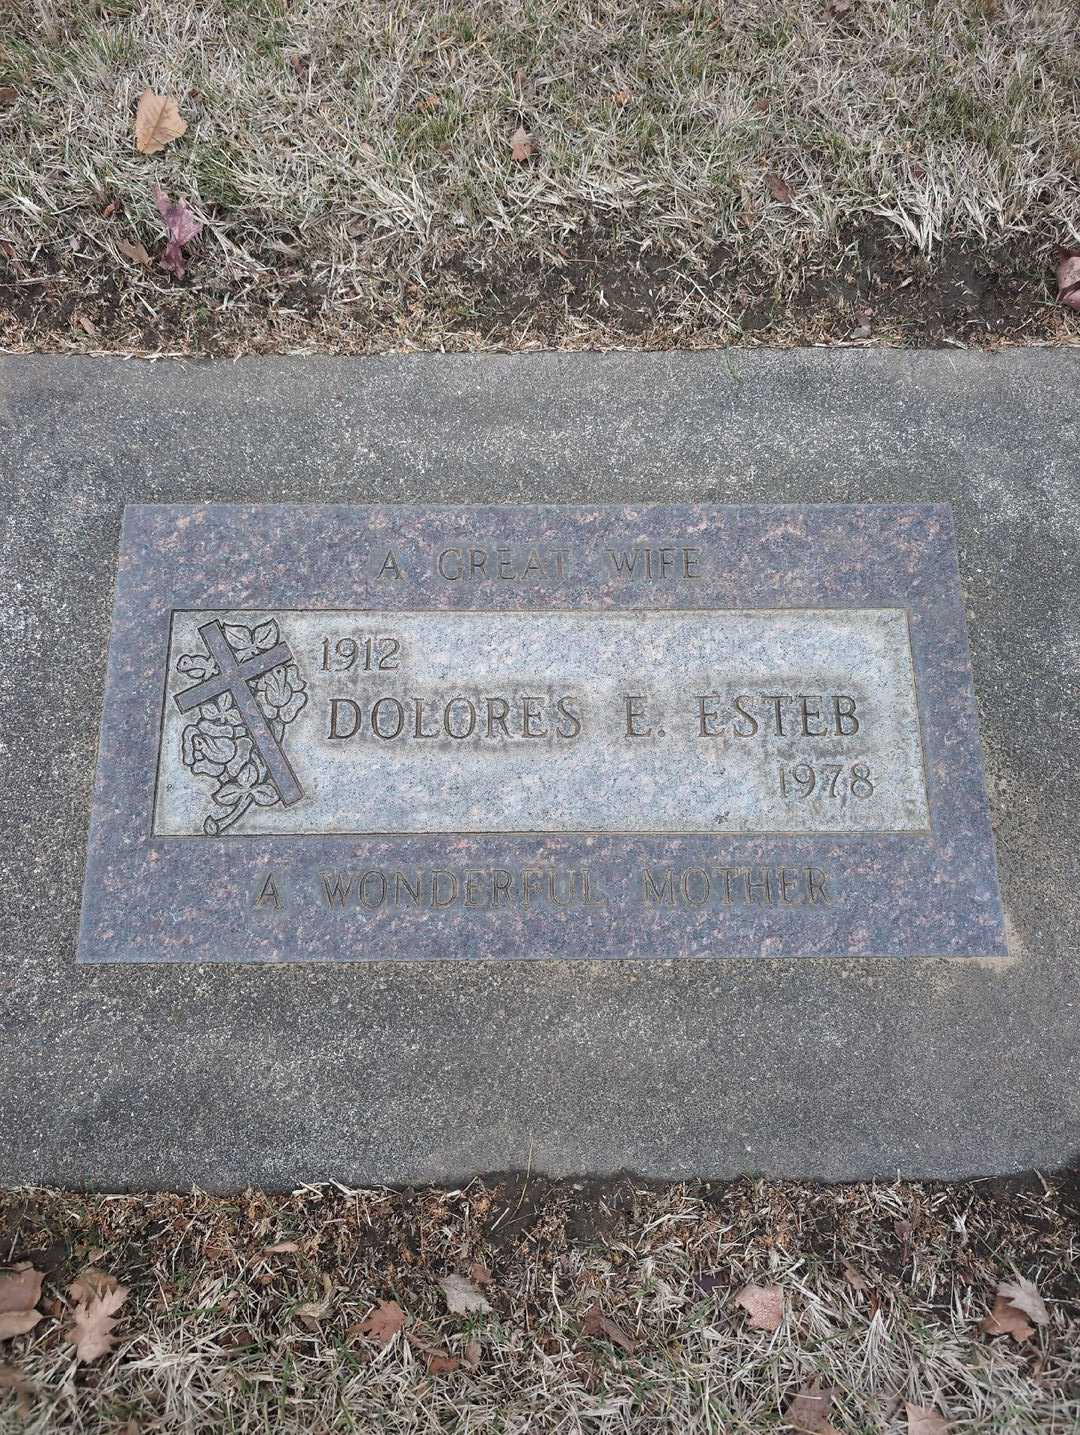 A GREAT WIFE
1912
DOLORES E. ESTEB
1978
A WONDERFUL MOTHER